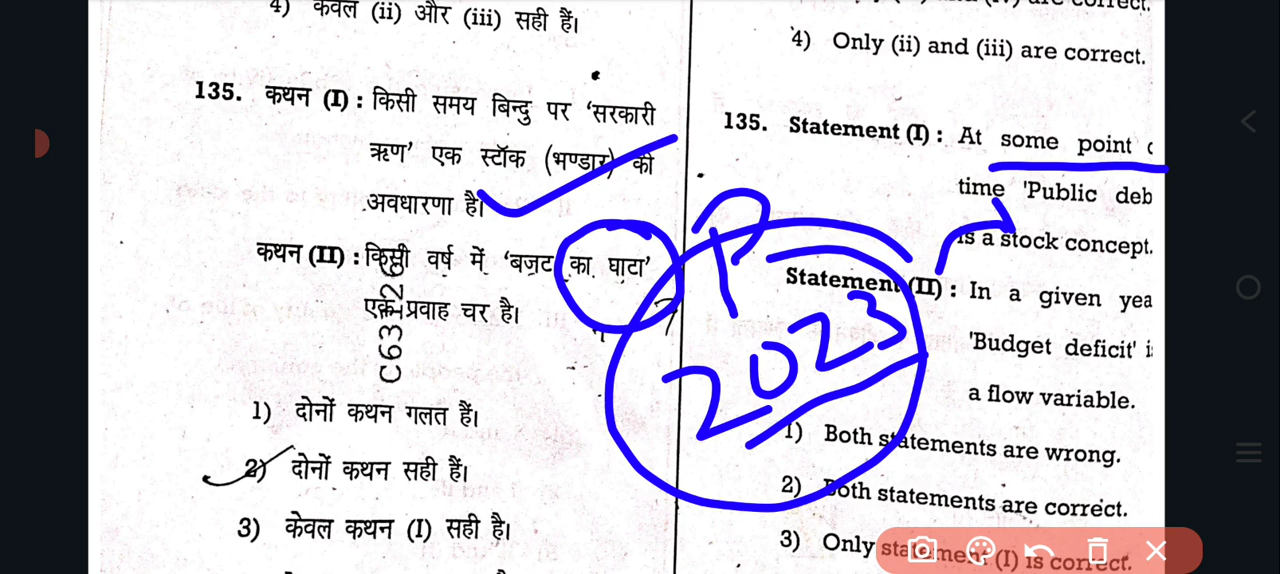 4) केवल (ii) और (iii) सही हैं।
135. कथन (I) : किसी समय बिन्दु पर 'सरकारी
ऋण' एक स्टॉक (भण्डार) की
अवधारणा है।
कथन (II) : किसी वर्ष में 'बजट का घाटा'
एक प्रवाह चर है।
1) दोनों कथन गलत हैं।
2) दोनों कथन सही हैं।
3) केवल कथन (I) सही है।
4) Only (ii) and (iii) are correct.
135. Statement (I) : At some point
time 'Public deb
is a stock concept.
Statement (II) : In a given yea
'Budget deficit' i
a flow variable.
1) Both statements are wrong.
2) Both statements are correct.
3) Only statement (I) is correct.
2023